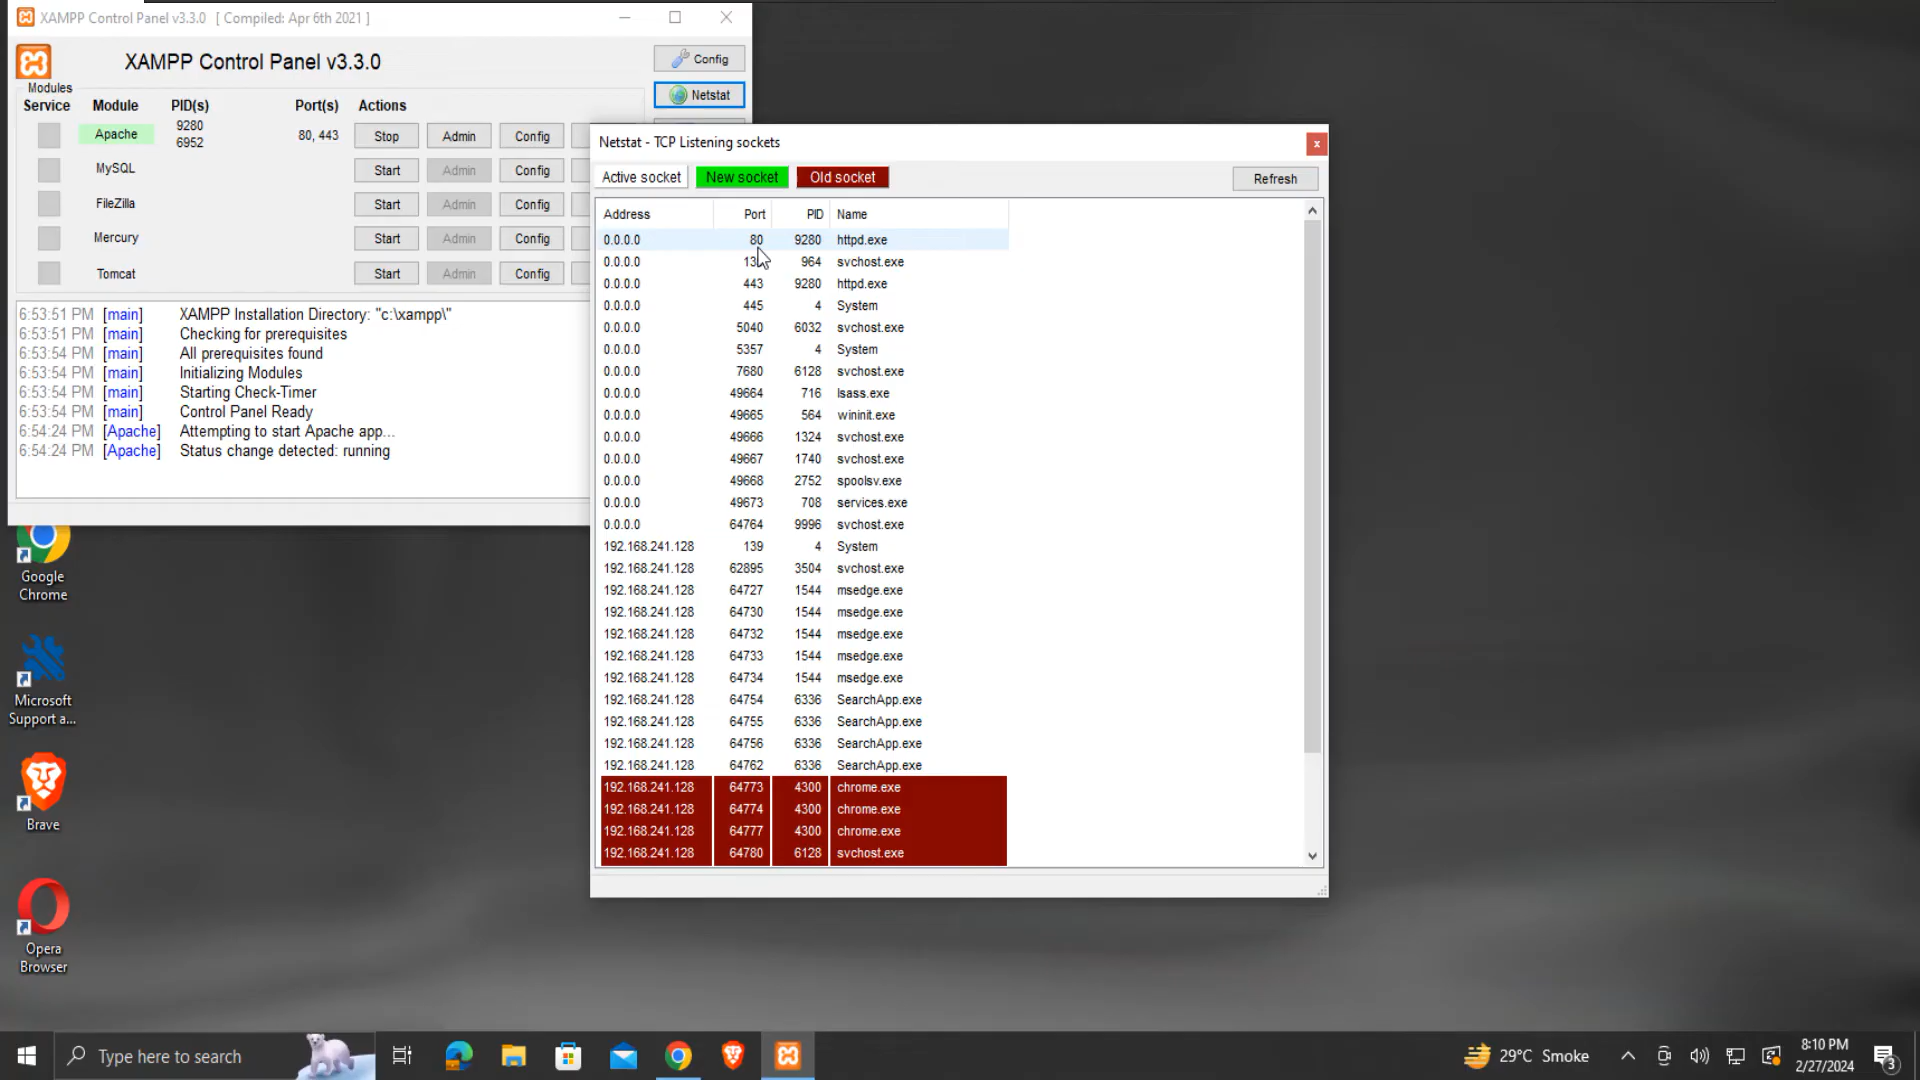 XAMPP Control Panel v3.3.0 [ Compiled: Apr 6th 2021 ]
XAMPP Control Panel v3.3.0
Config
Netstat
Modules
Service Module PID(s) Port(s) Actions
Apache 9280 6952 80, 443 Stop Admin Config
MySQL Start Admin Config
FileZilla Start Admin Config
Mercury Start Admin Config
Tomcat Start Admin Config
6:53:51 PM [main] XAMPP Installation Directory: "c:\xampp\"
6:53:51 PM [main] Checking for prerequisites
6:53:54 PM [main] All prerequisites found
6:53:54 PM [main] Initializing Modules
6:53:54 PM [main] Starting Check-Timer
6:53:54 PM [main] Control Panel Ready
6:54:24 PM [Apache] Attempting to start Apache app...
6:54:24 PM [Apache] Status change detected: running
Netstat - TCP Listening sockets
x
Active socket New socket Old socket Refresh
Address Port PID Name
0.0.0.0 80 9280 httpd.exe
0.0.0.0 964 svchost.exe
0.0.0.0 443 9280 httpd.exe
0.0.0.0 445 4 System
0.0.0.0 5040 6032 svchost.exe
0.0.0.0 5357 4 System
0.0.0.0 7680 6128 svchost.exe
0.0.0.0 49664 716 lsass.exe
0.0.0.0 49665 564 wininit.exe
0.0.0.0 49666 1324 svchost.exe
0.0.0.0 49667 1740 svchost.exe
0.0.0.0 49668 2752 spoolsv.exe
0.0.0.0 49673 708 services.exe
0.0.0.0 64764 9996 svchost.exe
192.168.241.128 139 4 System
192.168.241.128 62895 3504 svchost.exe
192.168.241.128 64727 1544 msedge.exe
192.168.241.128 64730 1544 msedge.exe
192.168.241.128 64732 1544 msedge.exe
192.168.241.128 64733 1544 msedge.exe
192.168.241.128 64734 1544 msedge.exe
192.168.241.128 64754 6336 SearchApp.exe
192.168.241.128 64755 6336 SearchApp.exe
192.168.241.128 64756 6336 SearchApp.exe
192.168.241.128 64762 6336 SearchApp.exe
192.168.241.128 64773 4300 chrome.exe
192.168.241.128 64774 4300 chrome.exe
192.168.241.128 64777 4300 chrome.exe
192.168.241.128 64780 6128 svchost.exe
Google
Chrome
Microsoft
Support a...
Brave
Opera
Browser
Type here to search
29°C Smoke
8:10 PM
2/27/2024
3